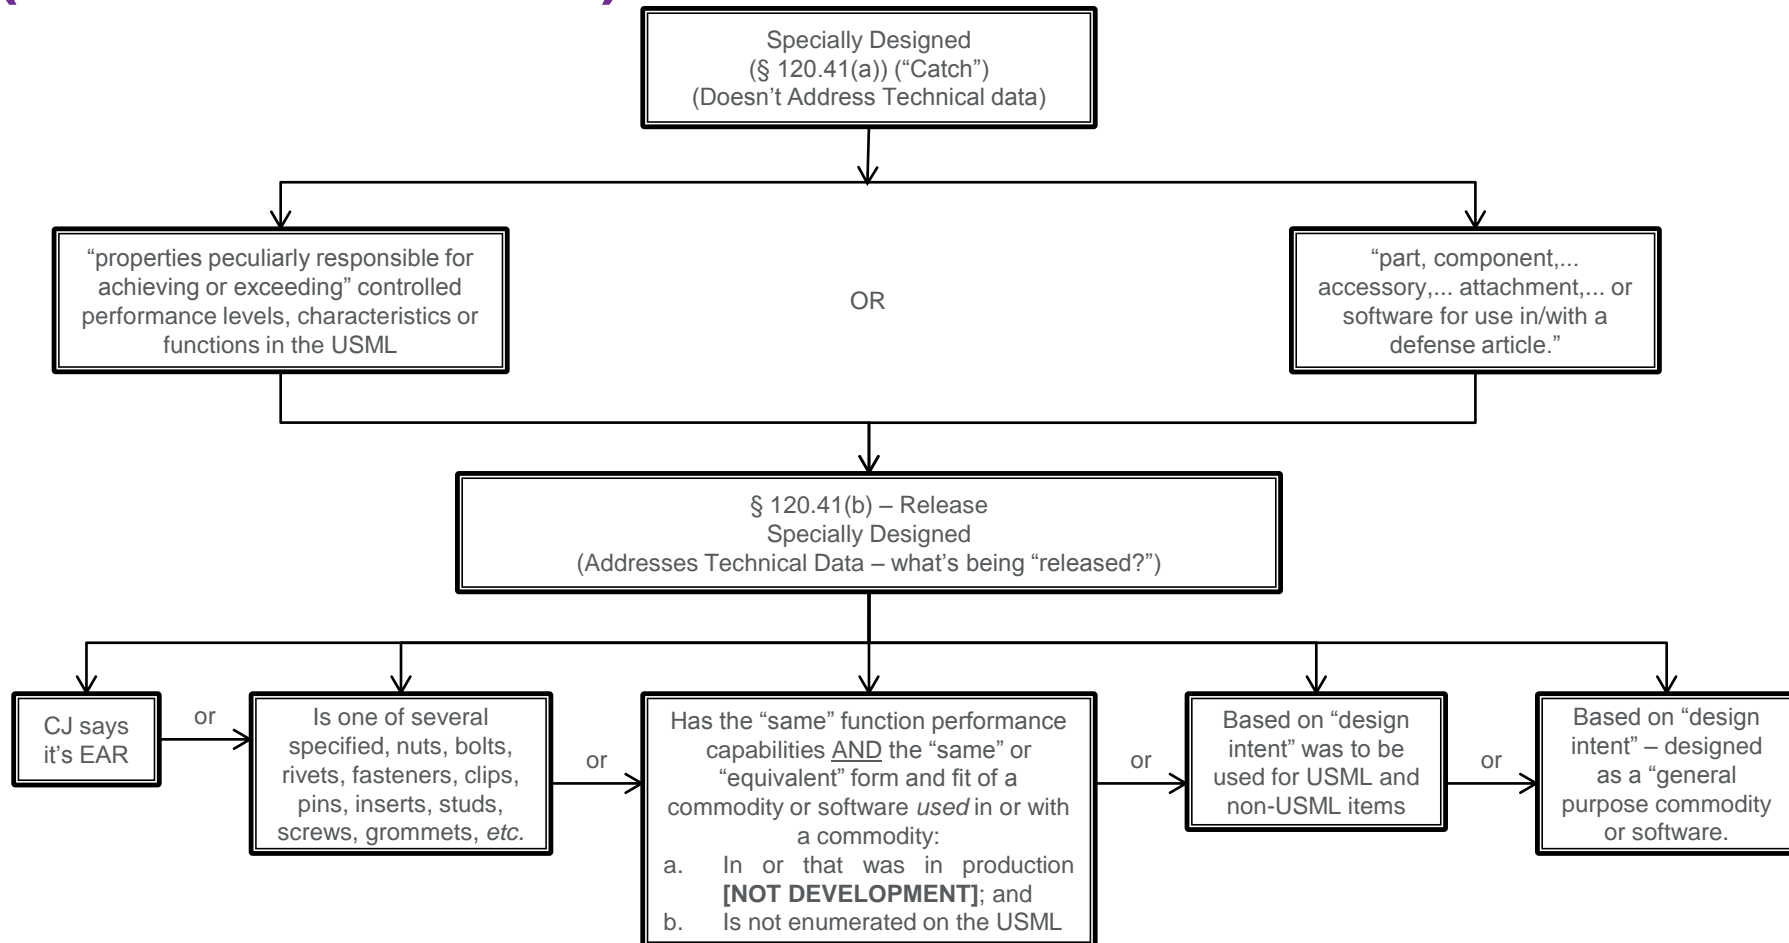 Specially Designed
(§ 120.41(a)) (“Catch”)
(Doesn’t Address Technical data)
“properties peculiarly responsible for
achieving or exceeding” controlled
performance levels, characteristics or
functions in the USML
OR
“part, component,...
accessory,... attachment,... or
software for use in/with a
defense article.”
§ 120.41(b) – Release
Specially Designed
(Addresses Technical Data – what’s being “released?”)
CJ says
it’s EAR
or
Is one of several
specified, nuts, bolts,
rivets, fasteners, clips,
pins, inserts, studs,
screws, grommets, etc.
or
Has the “same” function performance
capabilities AND the “same” or
“equivalent” form and fit of a
commodity or software used in or with
a commodity:
a. In or that was in production
[NOT DEVELOPMENT]; and
b. Is not enumerated on the USML
or
Based on “design
intent” was to be
used for USML and
non-USML items
or
Based on “design
intent” – designed
as a “general
purpose commodity
or software.